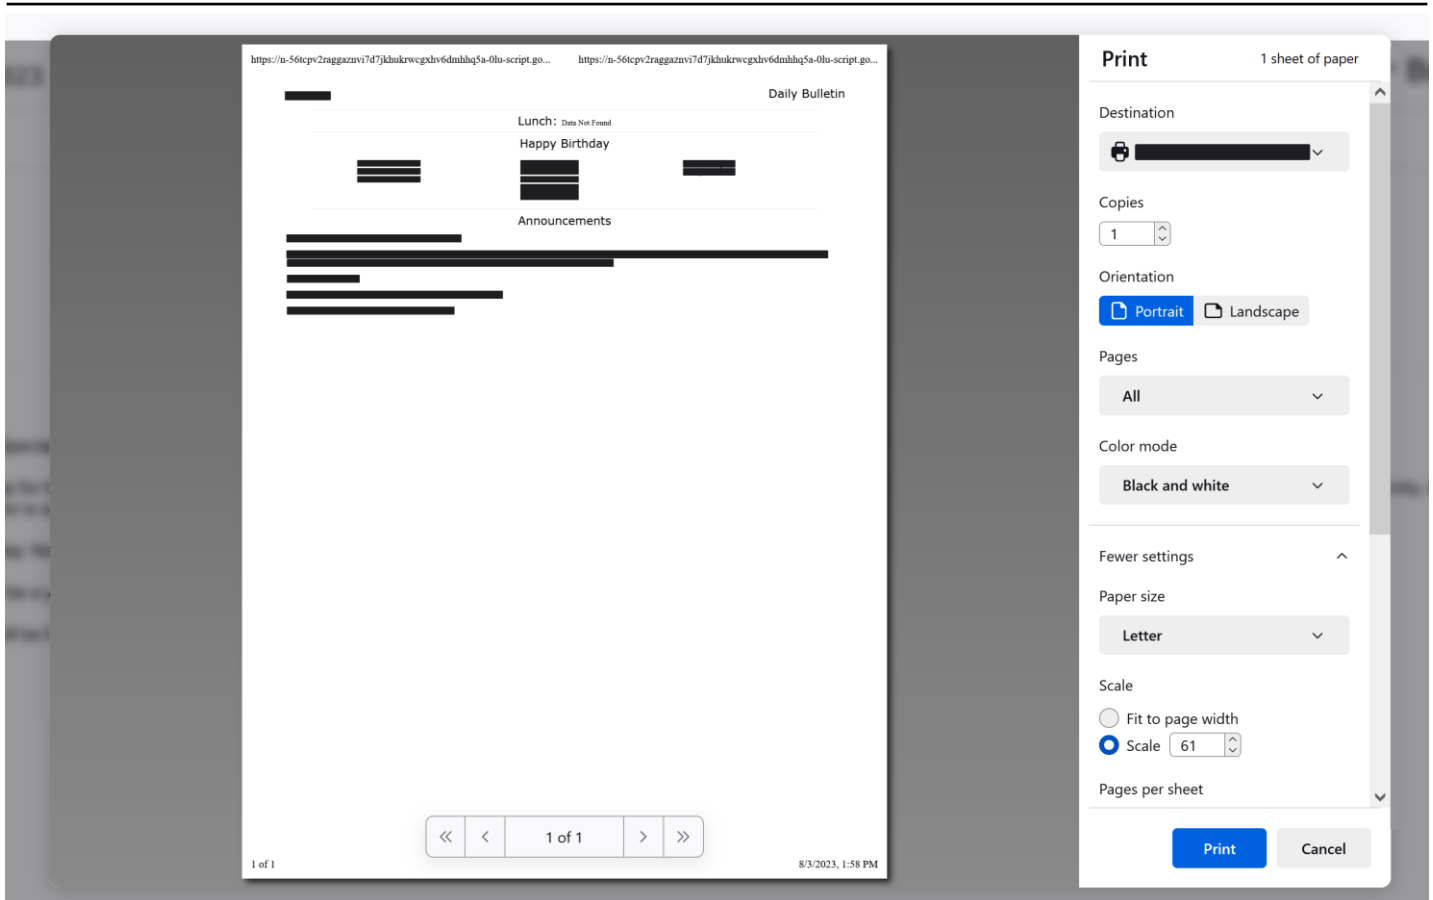 https://n-56tcpv2raggaznvi7d7jkhukrwcgxhv6dmhhq5a-0lu-script.go... https://n-56tcpv2raggaznvi7d7jkhukrwcgxhv6dmhhq5a-0lu-script.go...
Daily Bulletin
Lunch: Data Not Found
Happy Birthday
Announcements
1 of 1
1 of 1 8/3/2023, 1:58 PM
Print 1 sheet of paper
Destination
Copies
1
Orientation
Portrait Landscape
Pages
All
Color mode
Black and white
Fewer settings
Paper size
Letter
Scale
Fit to page width
Scale 61
Pages per sheet
Print Cancel